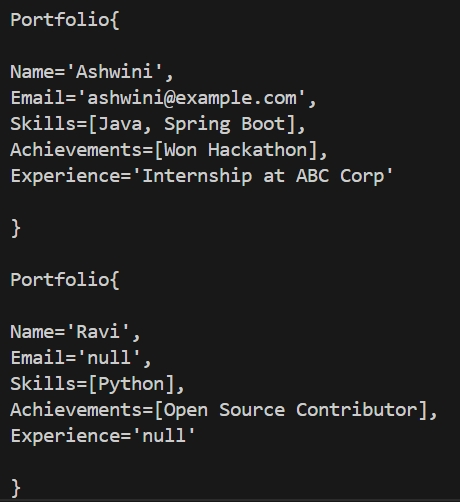 Portfolio{
Name='Ashwini',
Email='ashwini@example.com',
Skills=[Java, Spring Boot],
Achievements=[Won Hackathon],
Experience='Internship at ABC Corp'
}
Portfolio{
Name='Ravi',
Email='null',
Skills=[Python],
Achievements=[Open Source Contributor],
Experience='null'
}